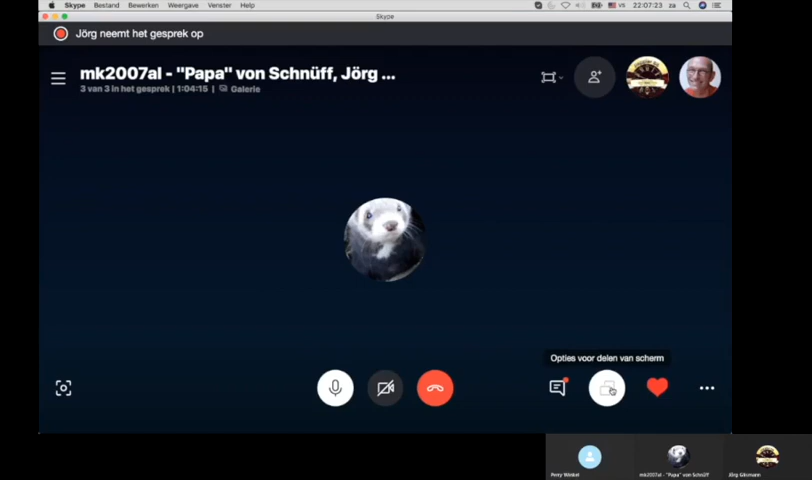 Skype Bestand Bewerken Weergave Venster Help VS 22:07:23 za
Skype
Jörg neemt het gesprek op
mk2007al - "Papa" von Schnüff, Jörg ...
3 van 3 in het gesprek | 1:04:15 | Galerie
Opties voor delen van scherm
Perry Winkel mk2007al - "Papa" von Schnüff Jörg Glismann